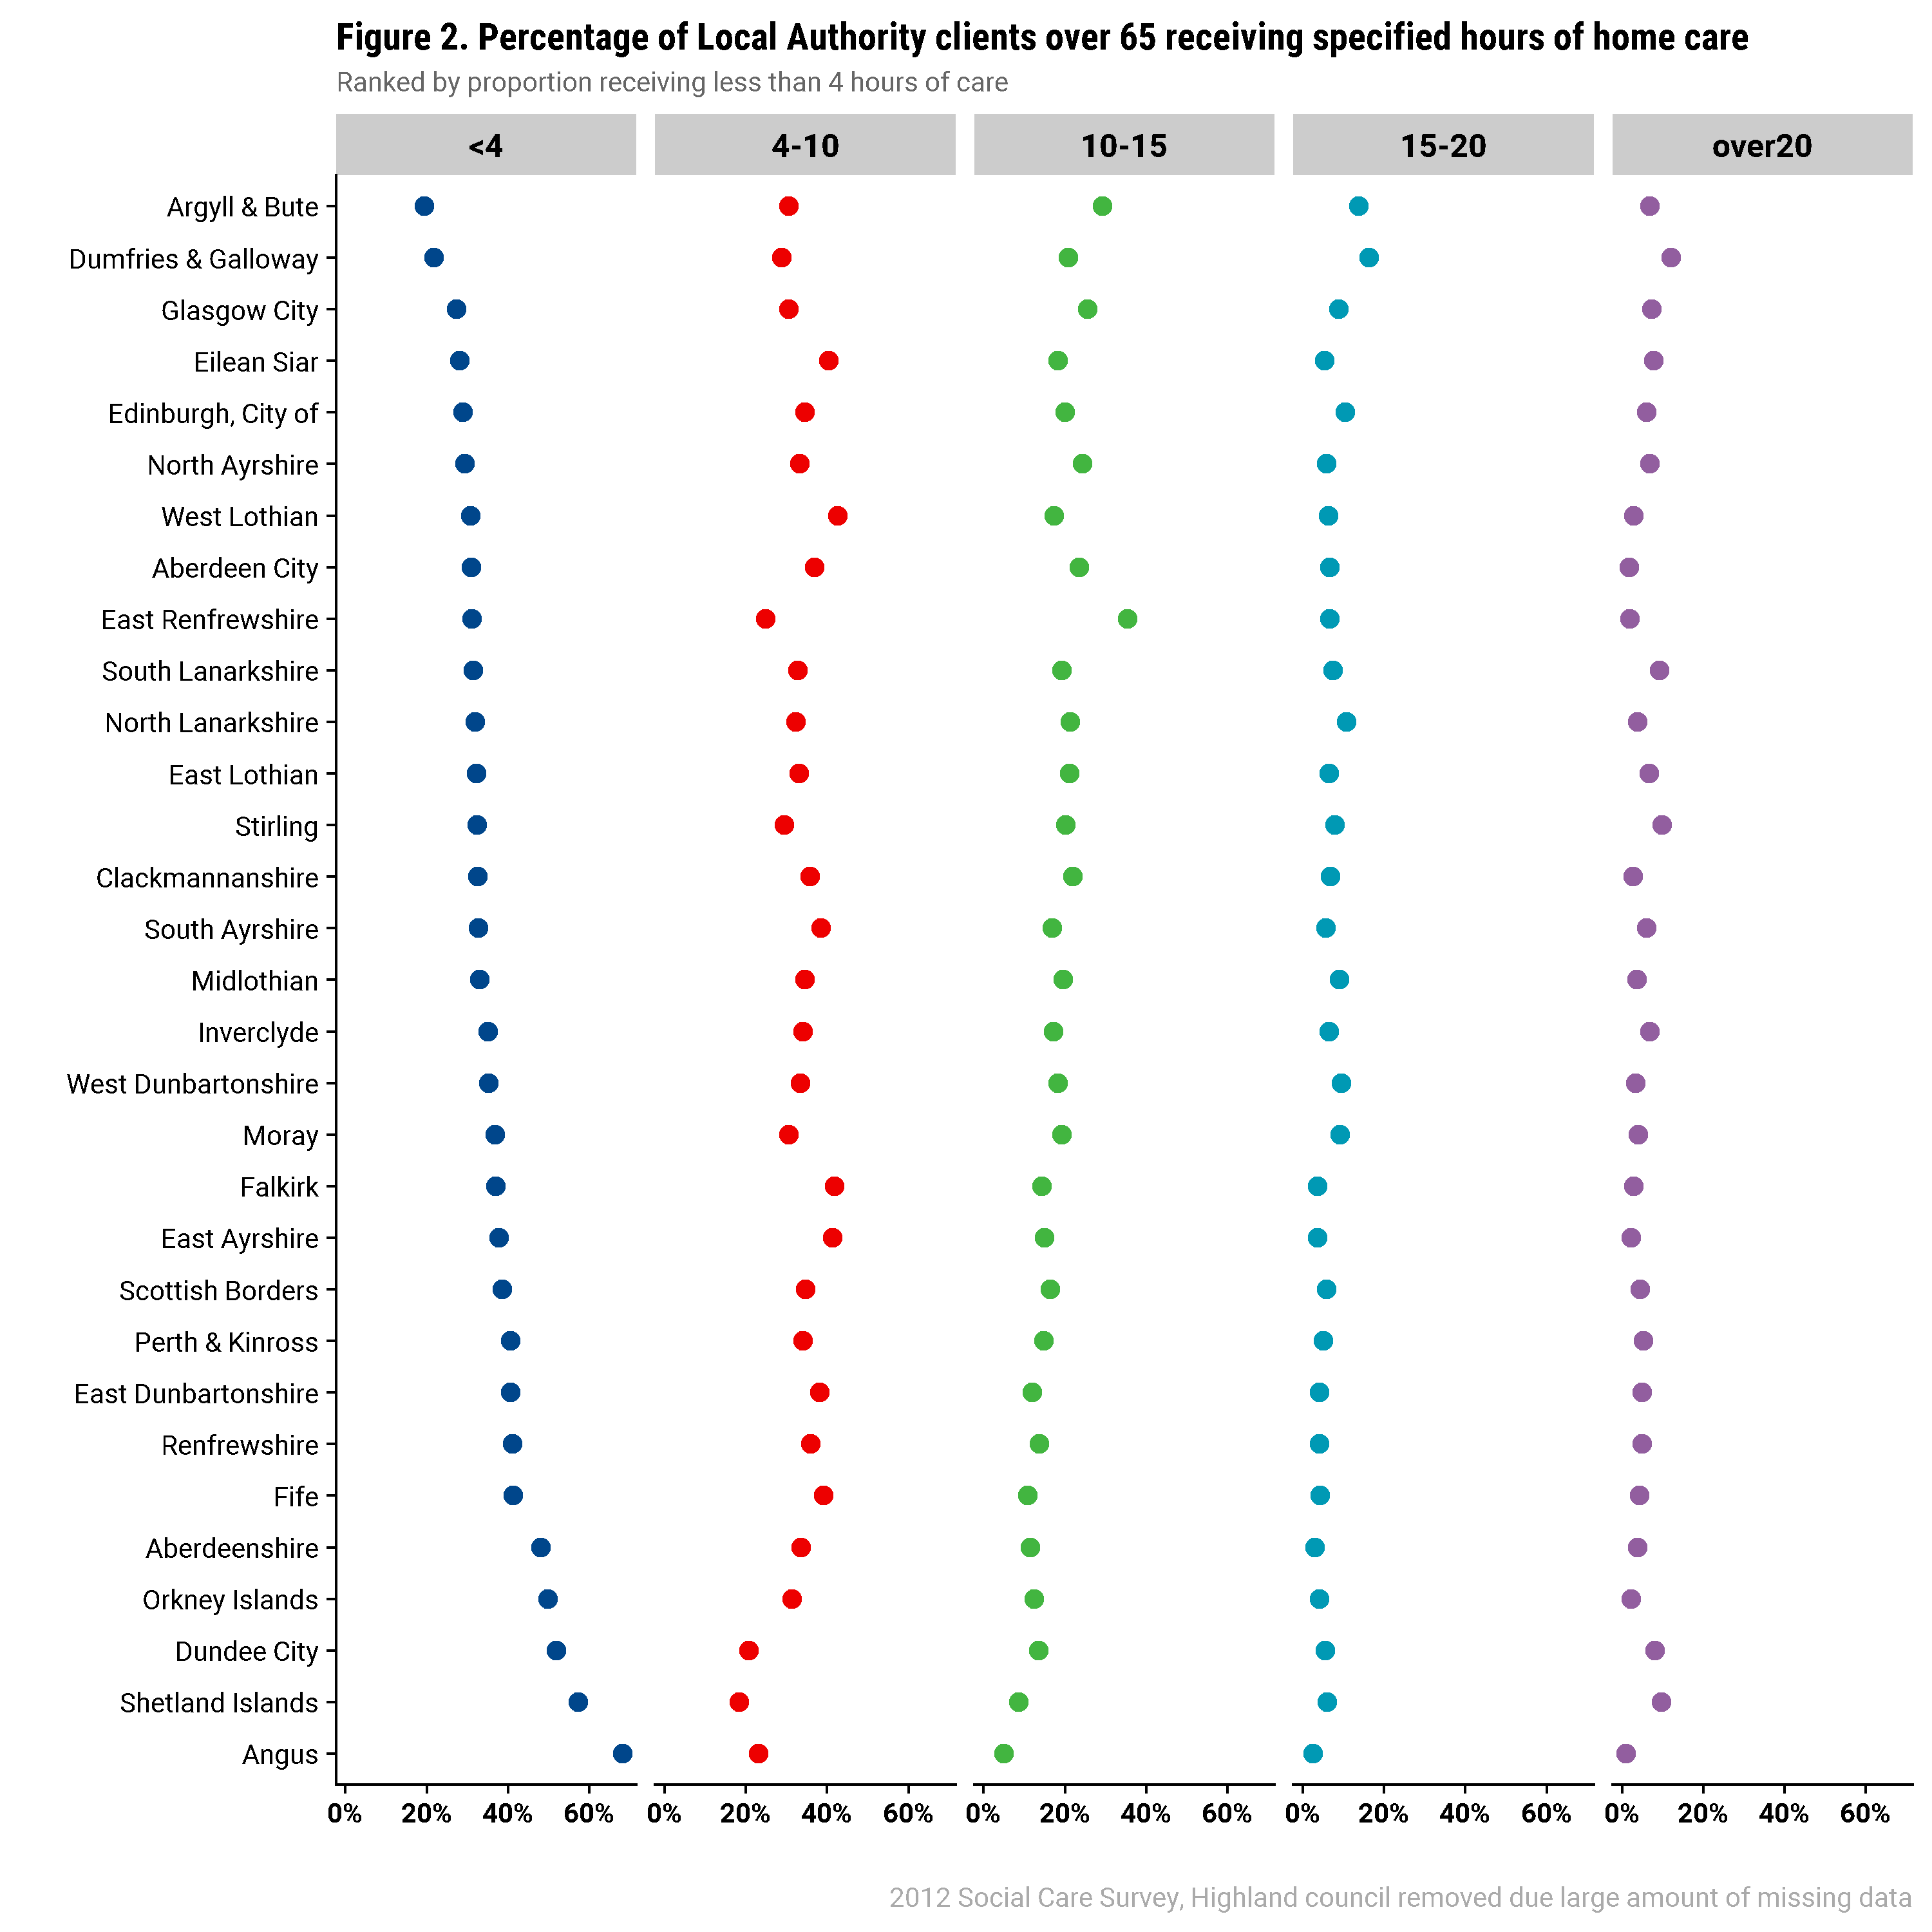 Figure 2. Percentage of Local Authority clients over 65 receiving specified hours of home care
Ranked by proportion receiving less than 4 hours of care
<4 4-10 10-15 15-20 over20
Argyll & Bute
Dumfries & Galloway
Glasgow City
Eilean Siar
Edinburgh, City of
North Ayrshire
West Lothian
Aberdeen City
East Renfrewshire
South Lanarkshire
North Lanarkshire
East Lothian
Stirling
Clackmannanshire
South Ayrshire
Midlothian
Inverclyde
West Dunbartonshire
Moray
Falkirk
East Ayrshire
Scottish Borders
Perth & Kinross
East Dunbartonshire
Renfrewshire
Fife
Aberdeenshire
Orkney Islands
Dundee City
Shetland Islands
Angus
0% 20% 40% 60% 0% 20% 40% 60% 0% 20% 40% 60% 0% 20% 40% 60% 0% 20% 40% 60%
2012 Social Care Survey, Highland council removed due large amount of missing data